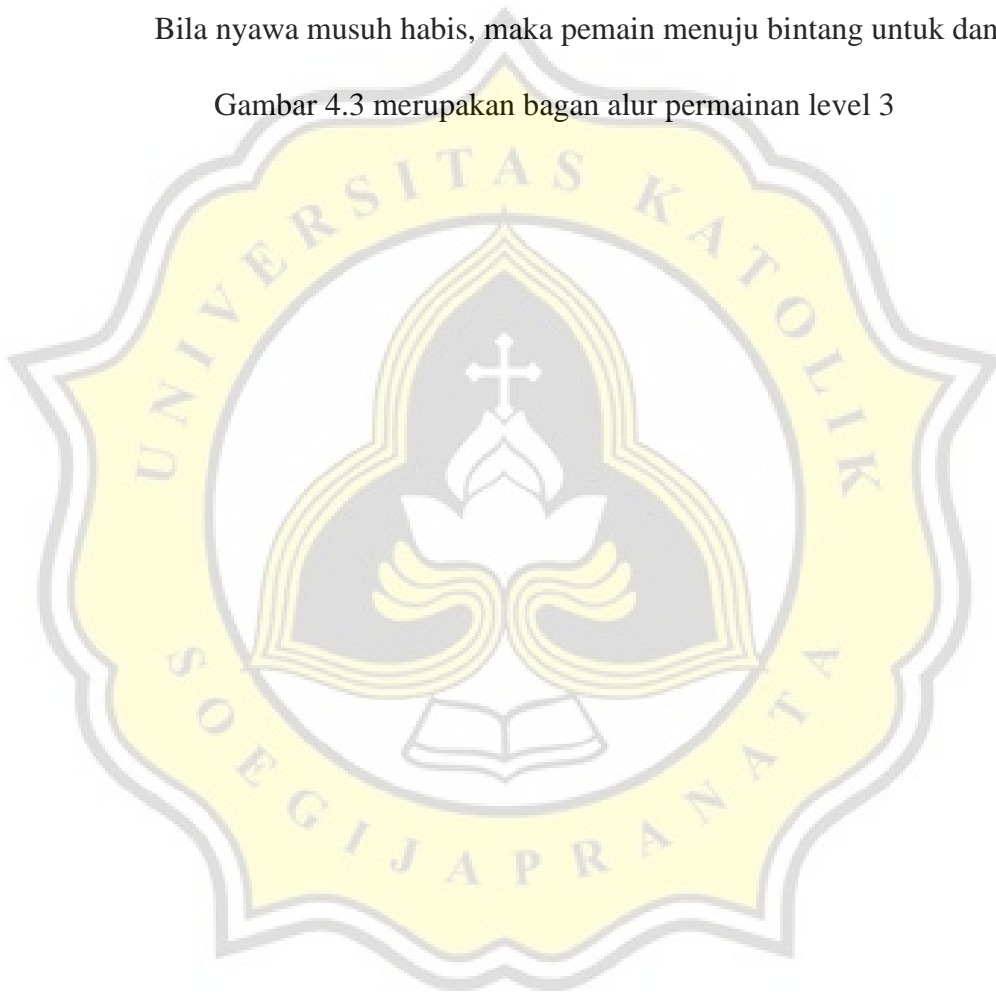 Bila nyawa musuh habis, maka pemain menuju bintang untuk dan
Gambar 4.3 merupakan bagan alur permainan level 3
UNIVERSITAS KATOLIK
SOEGIJAPRANATA